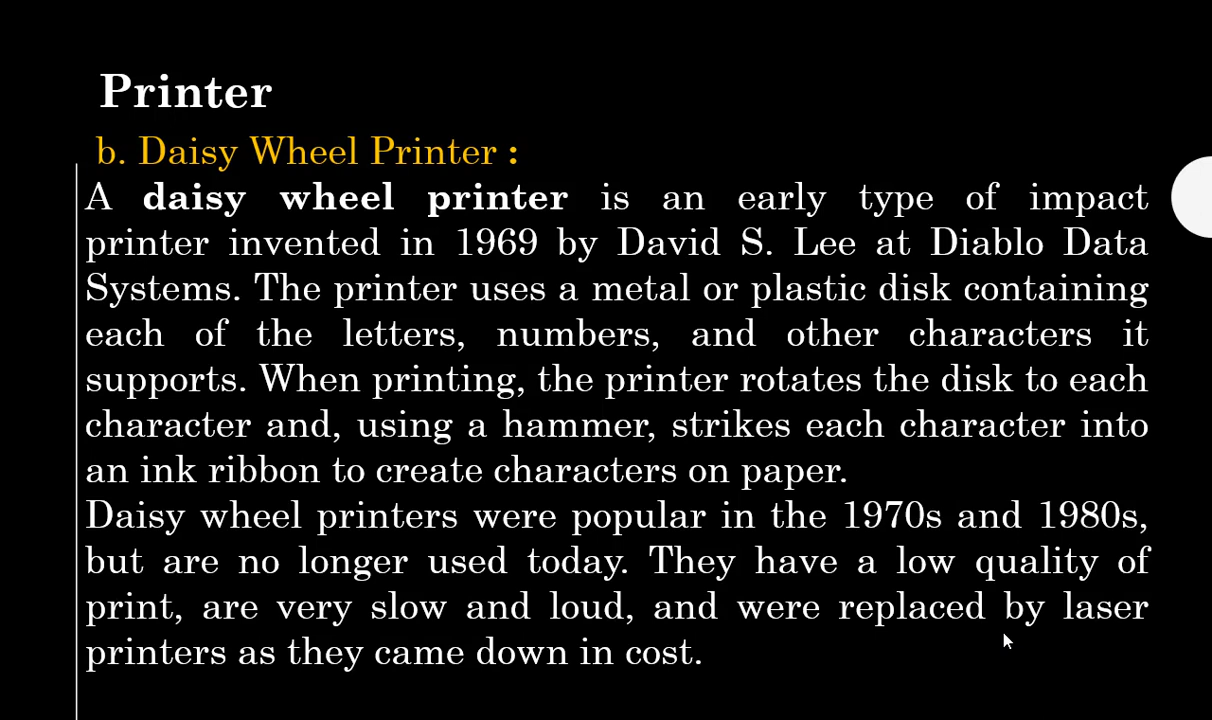 Printer
b. Daisy Wheel Printer :
A daisy wheel printer is an early type of impact
printer invented in 1969 by David S. Lee at Diablo Data
Systems. The printer uses a metal or plastic disk containing
each of the letters, numbers, and other characters it
supports. When printing, the printer rotates the disk to each
character and, using a hammer, strikes each character into
an ink ribbon to create characters on paper.
Daisy wheel printers were popular in the 1970s and 1980s,
but are no longer used today. They have a low quality of
print, are very slow and loud, and were replaced by laser
printers as they came down in cost.